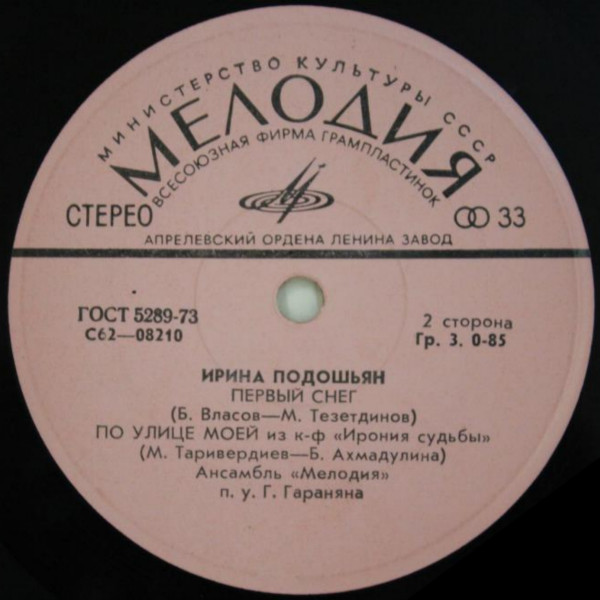 МИНИСТЕРСТВО КУЛЬТУРЫ СССР
МЕЛОДИЯ
ВСЕСОЮЗНАЯ ФИРМА ГРАМПЛАСТИНОК
СТЕРЕО
33
АПРЕЛЕВСКИЙ ОРДЕНА ЛЕНИНА ЗАВОД
ГОСТ 5289-73
С62—08210
2 сторона
Гр. 3. 0-85
ИРИНА ПОДОШЬЯН
ПЕРВЫЙ СНЕГ
(Б. Власов—М. Тезетдинов)
ПО УЛИЦЕ МОЕЙ из к-ф «Ирония судьбы»
(М. Таривердиев—Б. Ахмадулина)
Ансамбль «Мелодия»
п. у. Г. Гараняна